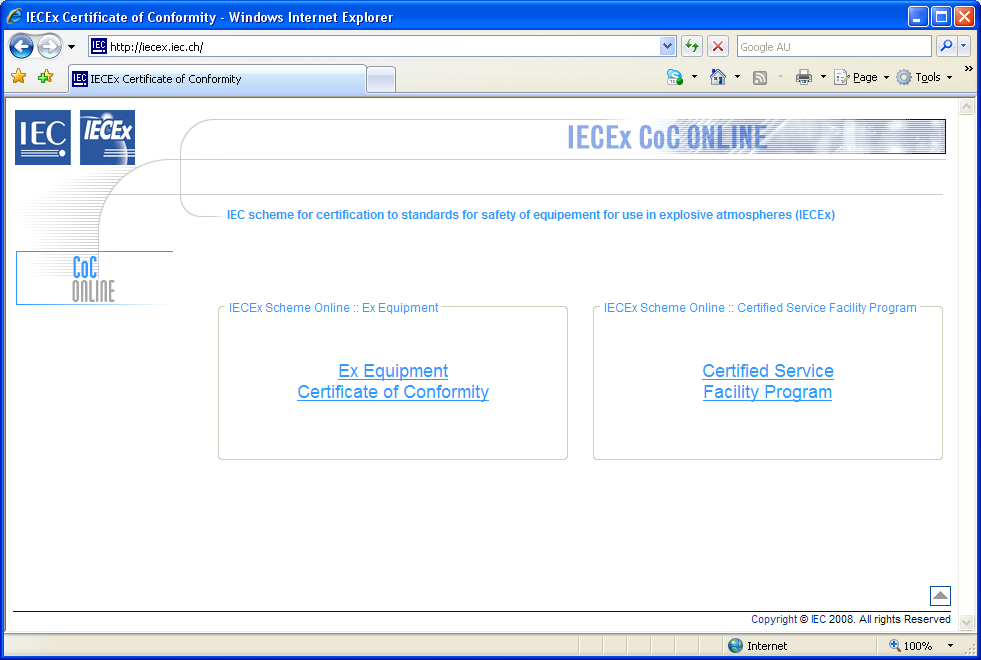 IECEx Certificate of Conformity - Windows Internet Explorer
IEC http://iecex.iec.ch/
Google AU
IEC IECEx Certificate of Conformity
Page
Tools
IEC
IECEx
IECEx CoC ONLINE
IEC scheme for certification to standards for safety of equipement for use in explosive atmospheres (IECEx)
CoC
ONLINE
IECEx Scheme Online :: Ex Equipment
Ex Equipment
Certificate of Conformity
IECEx Scheme Online :: Certified Service Facility Program
Certified Service
Facility Program
Copyright © IEC 2008. All rights Reserved
Internet
100%